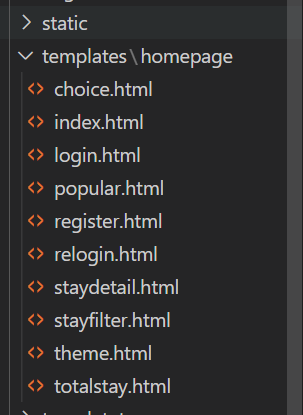 static
templates\homepage
<> choice.html
<> index.html
<> login.html
<> popular.html
<> register.html
<> relogin.html
<> staydetail.html
<> stayfilter.html
<> theme.html
<> totalstay.html